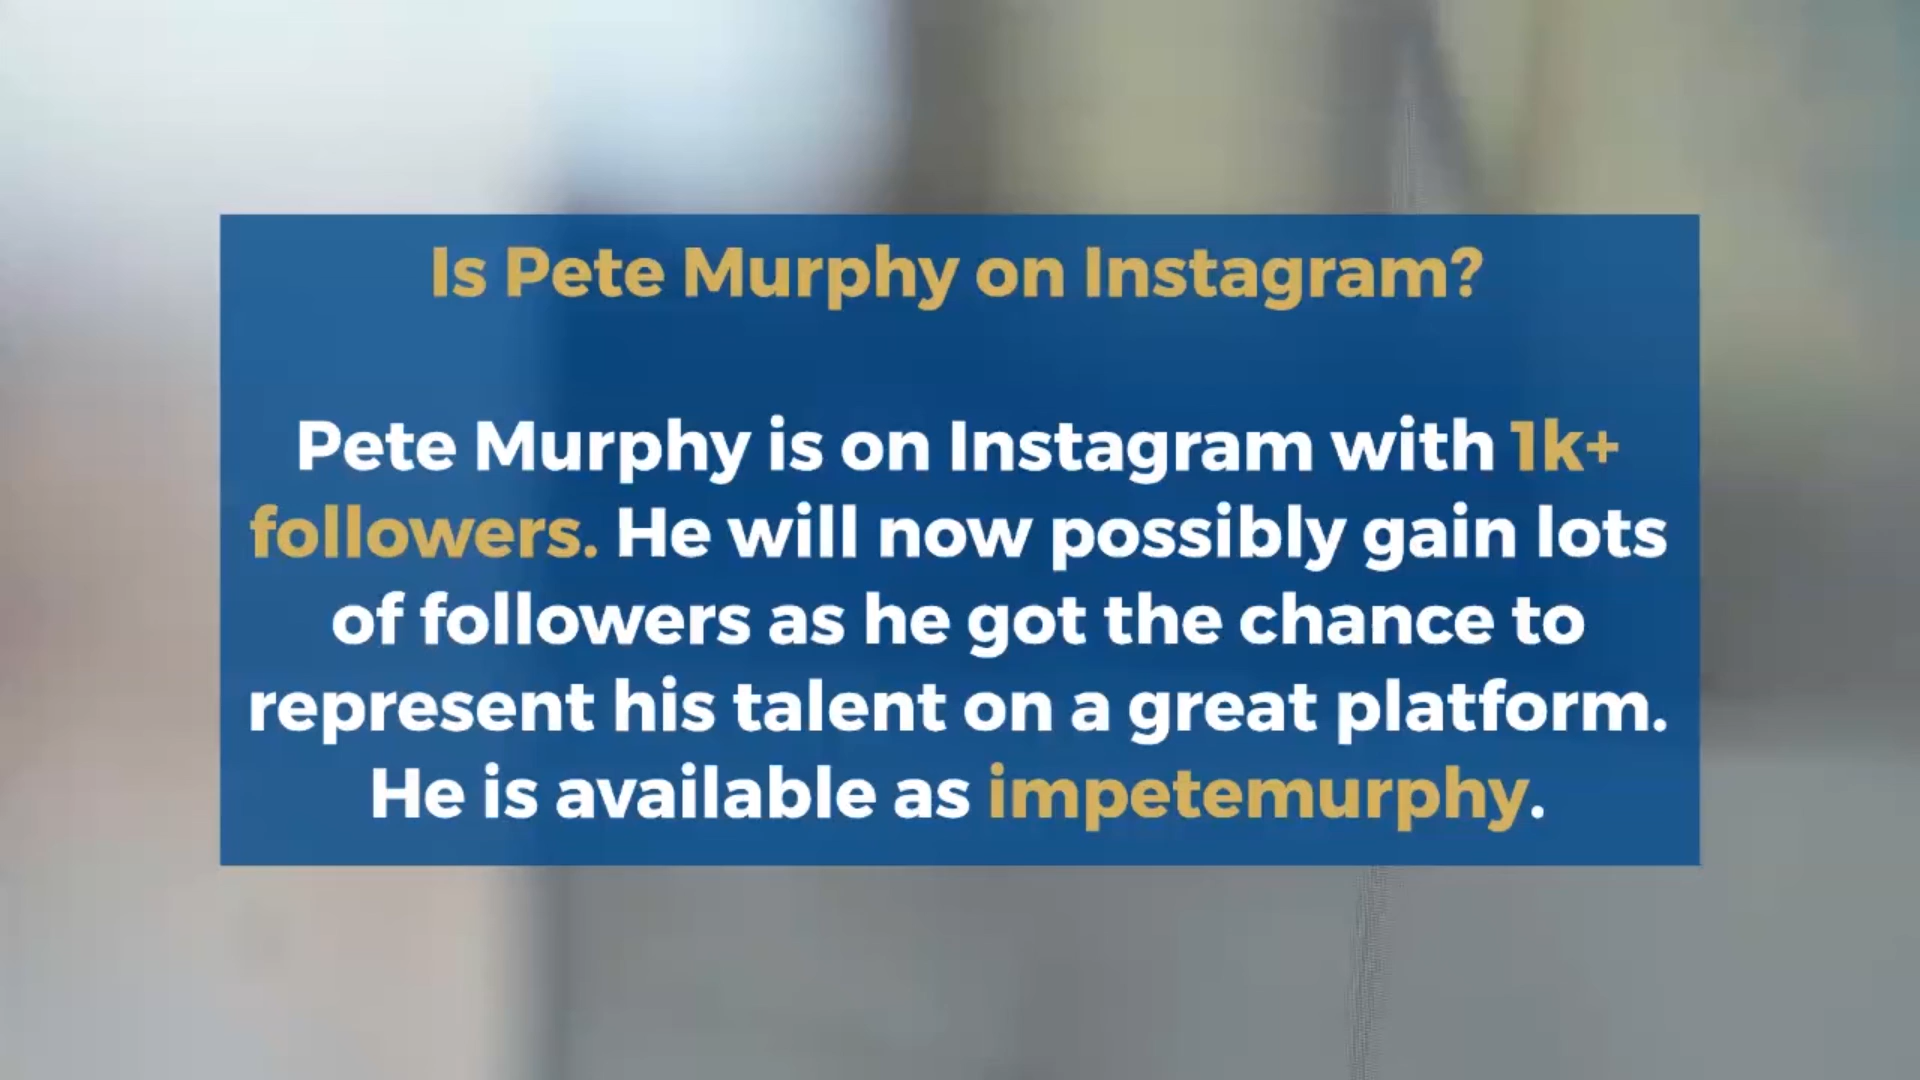 Is Pete Murphy on Instagram?
Pete Murphy is on Instagram with 1k+
followers. He will now possibly gain lots
of followers as he got the chance to
represent his talent on a great platform.
He is available as impetemurphy.